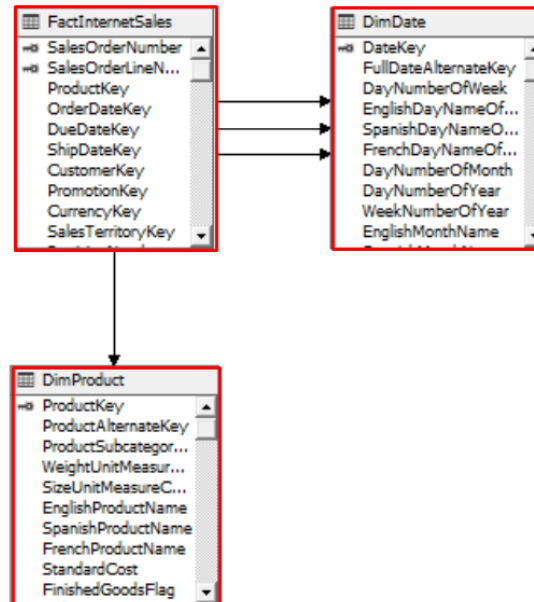 FactInternetSales
SalesOrderNumber
SalesOrderLineN...
ProductKey
OrderDateKey
DueDateKey
ShipDateKey
CustomerKey
PromotionKey
CurrencyKey
SalesTerritoryKey
DimDate
DateKey
FullDateAlternateKey
DayNumberOfWeek
EnglishDayNameOf...
SpanishDayNameO...
FrenchDayNameOf...
DayNumberOfMonth
DayNumberOfYear
WeekNumberOfYear
EnglishMonthName
DimProduct
ProductKey
ProductAlternateKey
ProductSubcategor...
WeightUnitMeasur...
SizeUnitMeasureC...
EnglishProductName
SpanishProductName
FrenchProductName
StandardCost
FinishedGoodsFlag